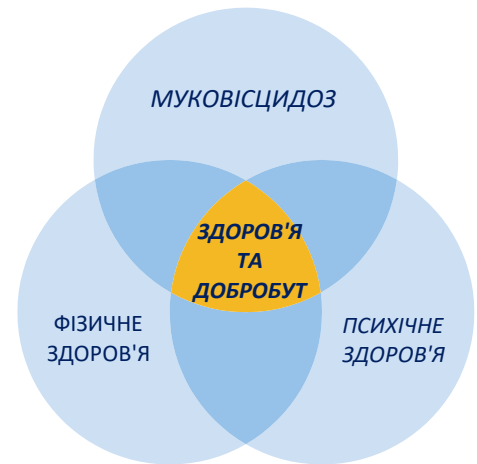 МУКОВІСЦИДОЗ
ЗДОРОВ'Я
ТА
ДОБРОБУТ
ФІЗИЧНЕ
ЗДОРОВ'Я
ПСИХІЧНЕ
ЗДОРОВ'Я